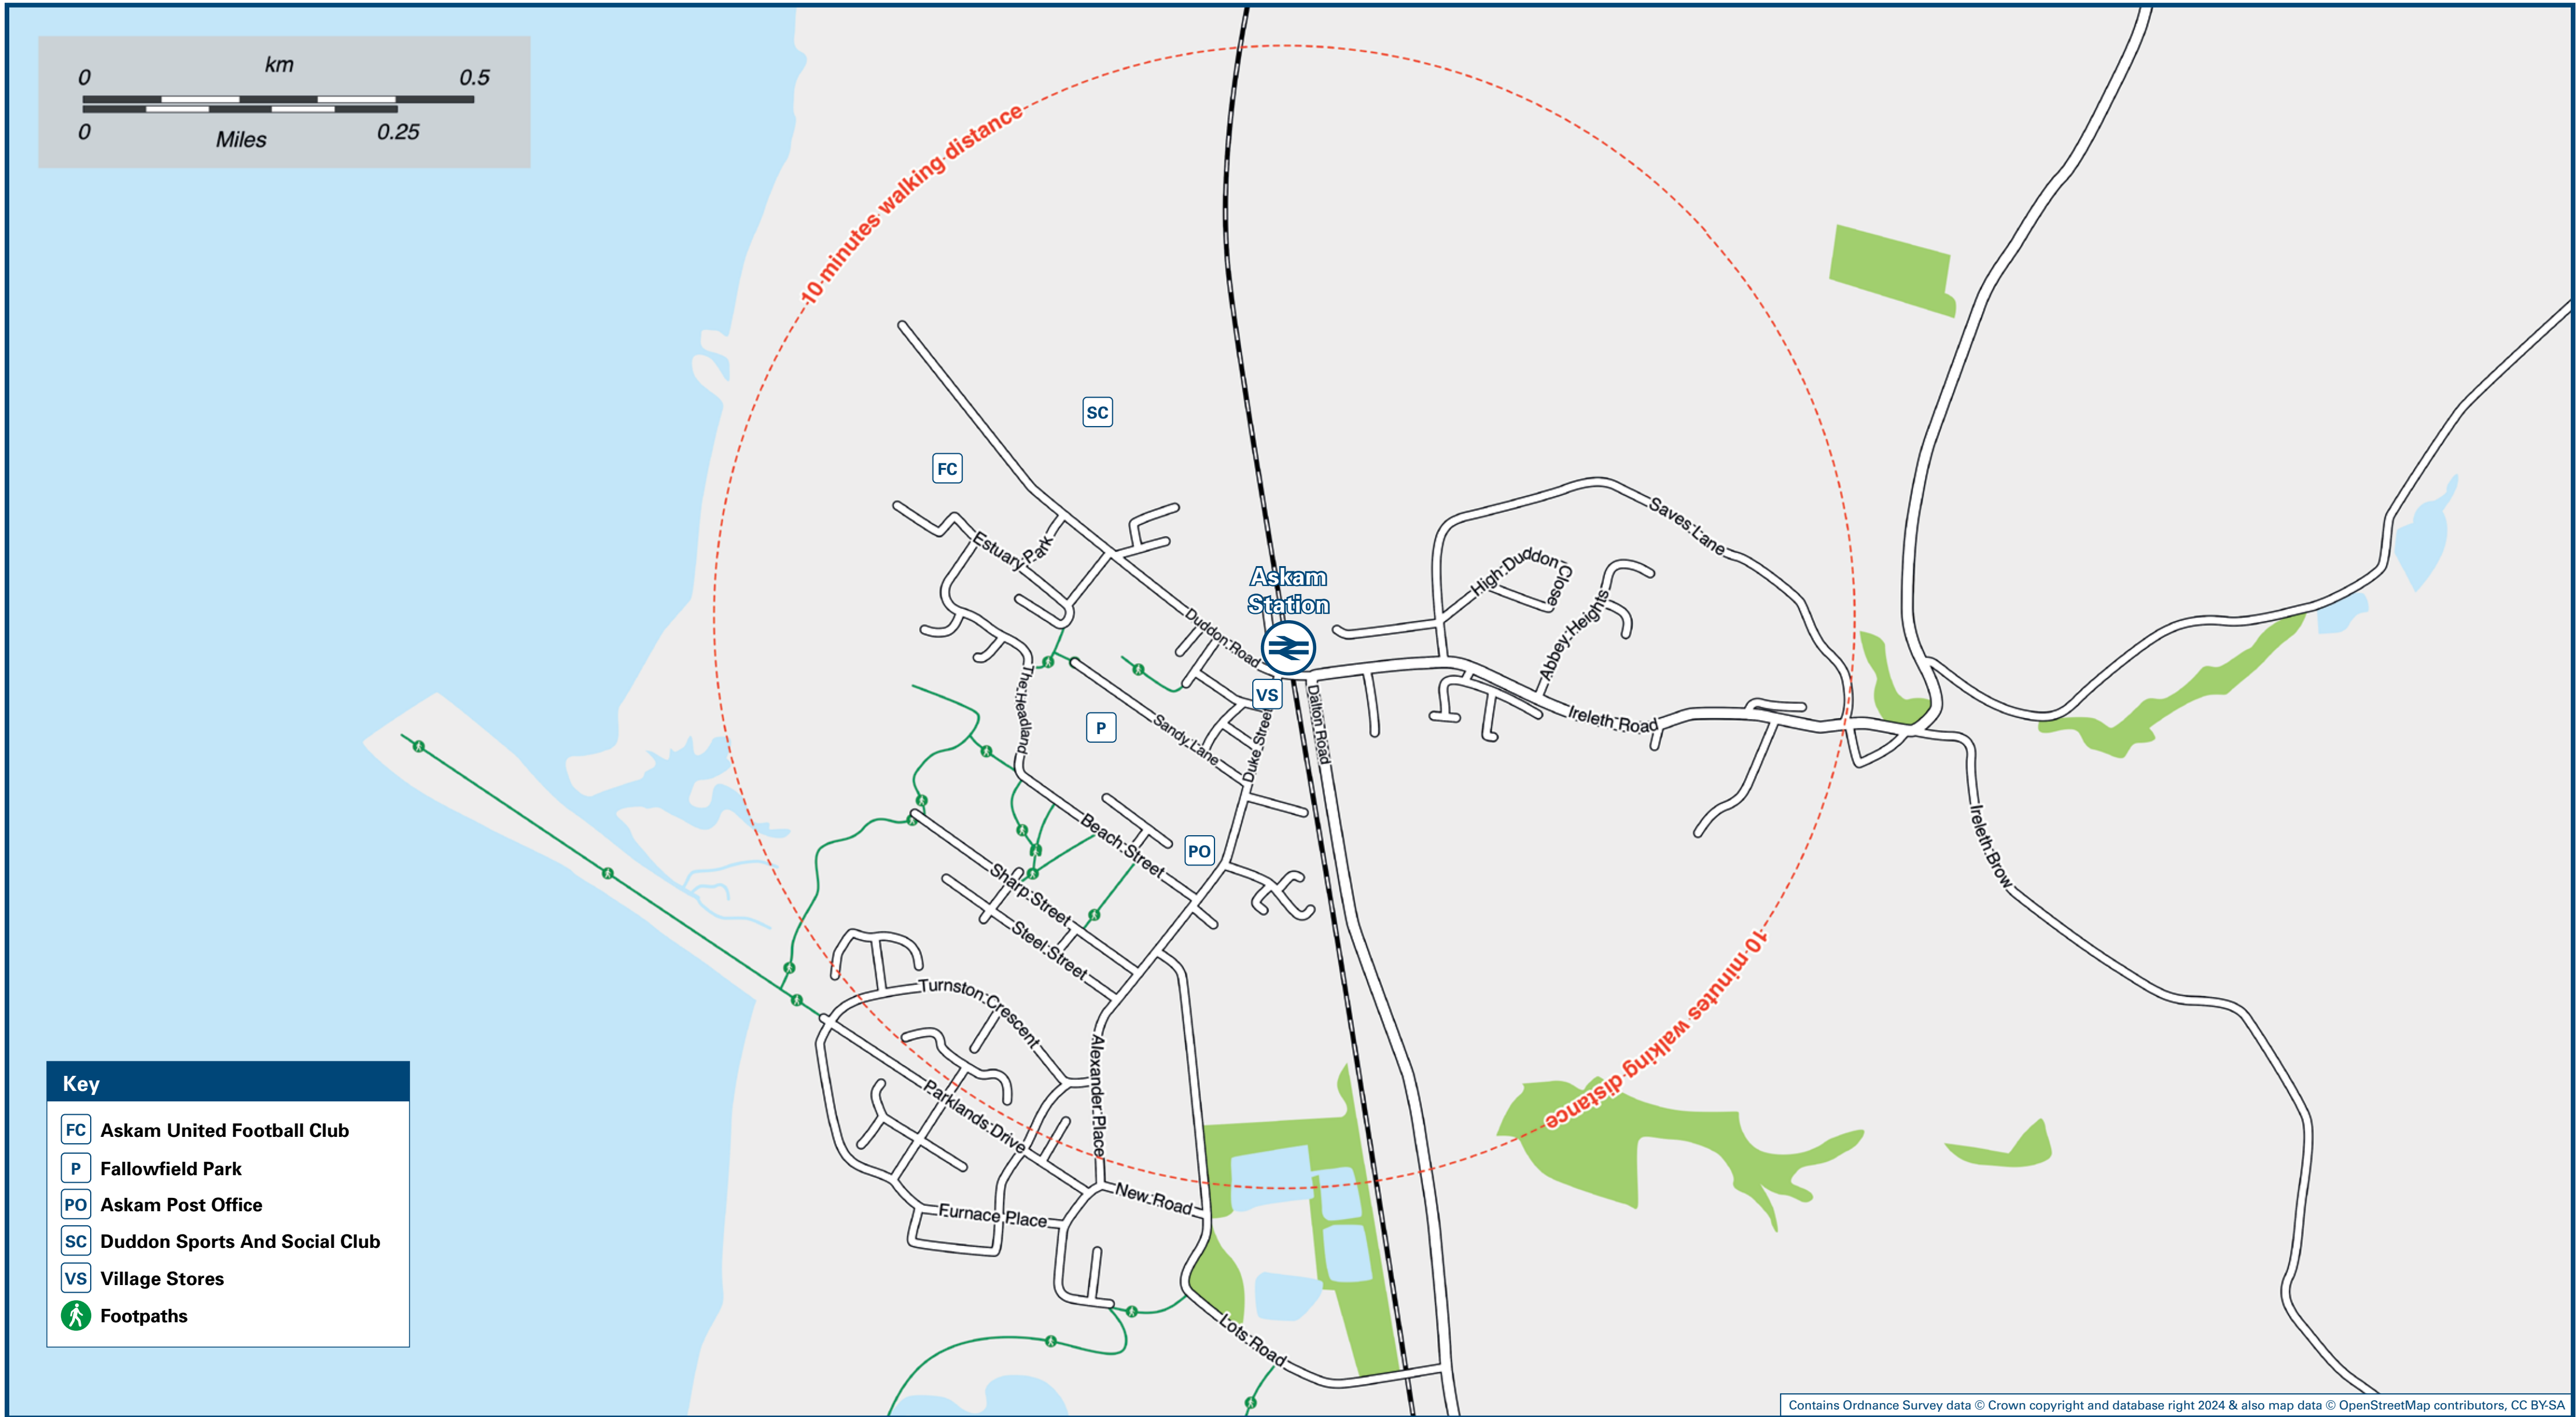 km
0 0.5
0 0.25
Miles
10 minutes walking distance
SC
FC
Saves Lane
Estuary Park
High Duddon Close
Askam
Station
Abbey Heights
Duddon Road
VS
The Headland
P
Sandy Lane
Duke Street
Dalton Road
Ireleth Road
Beach Street
PO
Ireleth Brow
Sharp Street
Steel Street
10 minutes walking distance
Turnston Crescent
Alexander Place
Parklands Drive
New Road
Furnace Place
Lots Road
Key
FC Askam United Football Club
P Fallowfield Park
PO Askam Post Office
SC Duddon Sports And Social Club
VS Village Stores
Footpaths
Contains Ordnance Survey data © Crown copyright and database right 2024 & also map data © OpenStreetMap contributors, CC BY-SA